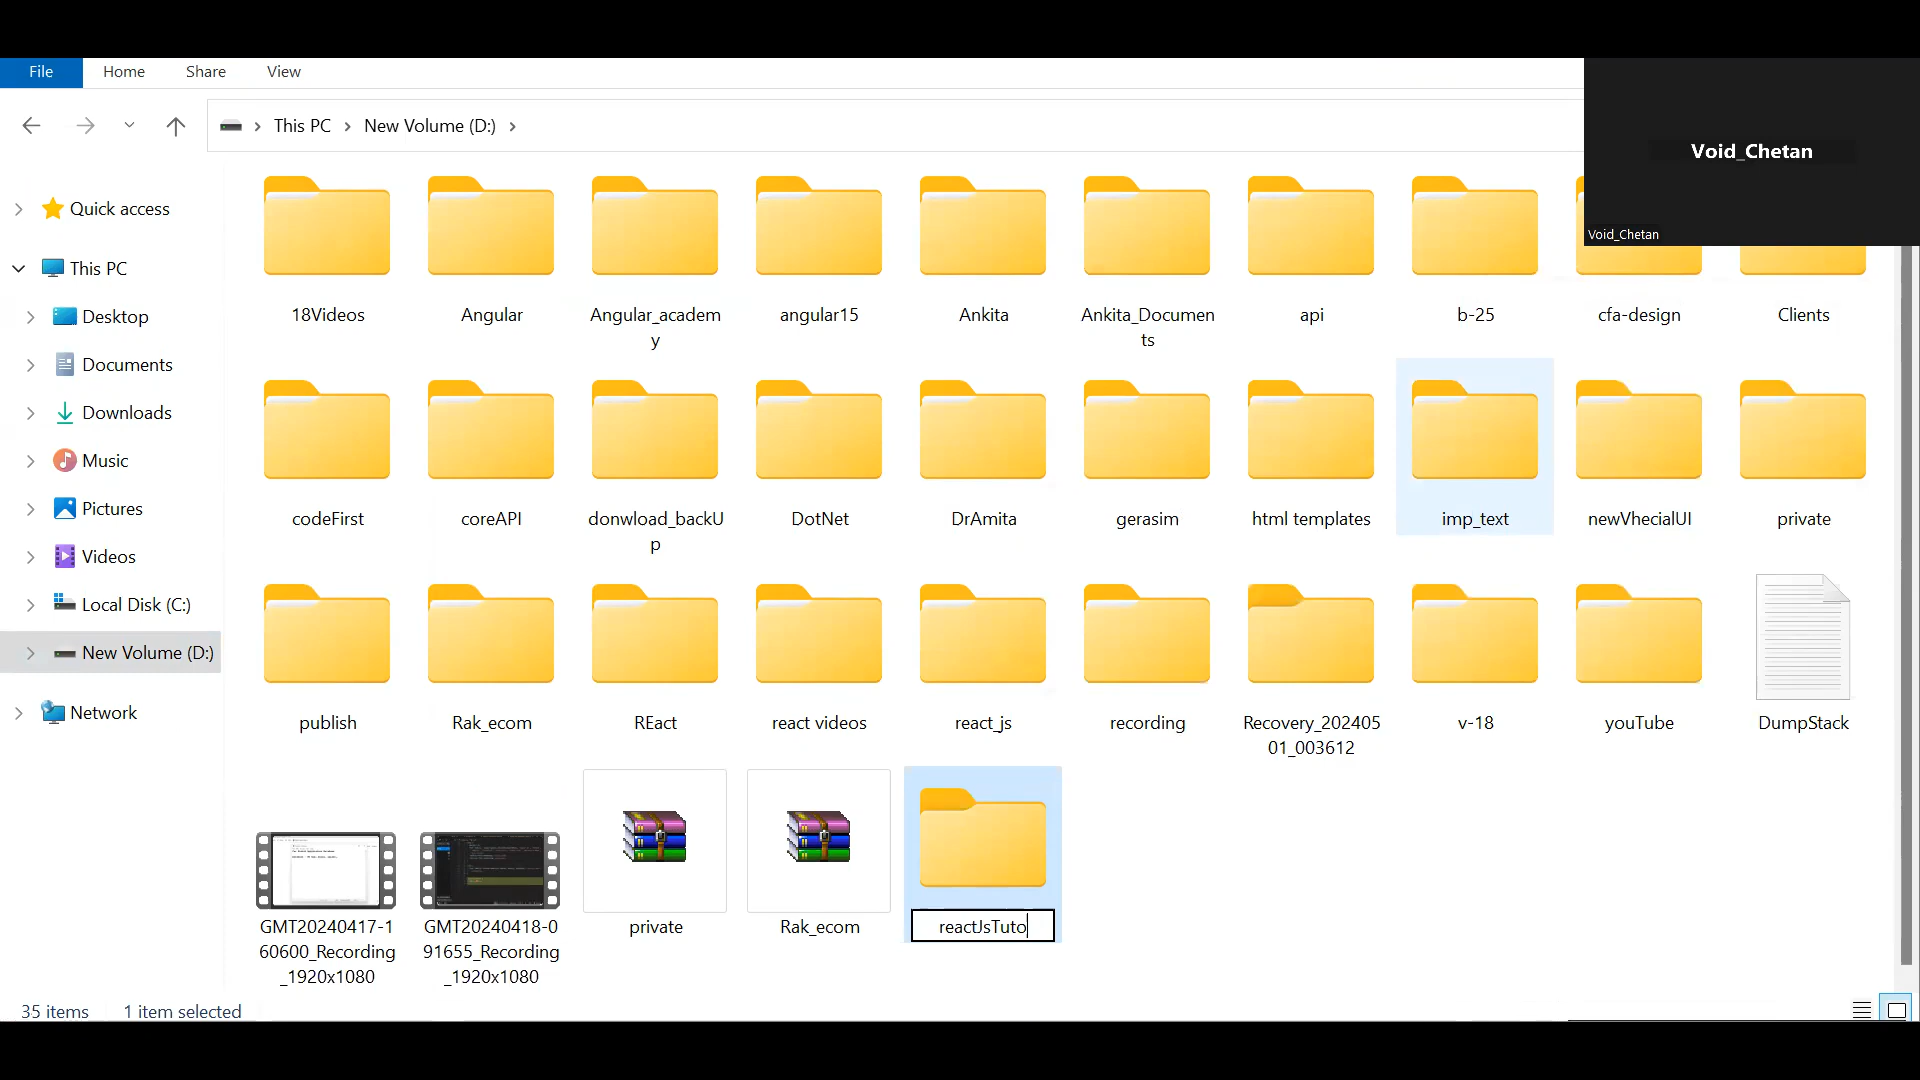 File Home Share View
This PC New Volume (D:)
Void_Chetan
Void_Chetan
Quick access
This PC
Desktop
Documents
Downloads
Music
Pictures
Videos
Local Disk (C:)
New Volume (D:)
Network
18Videos Angular Angular_academ angular15 Ankita Ankita_Documen api b-25 cfa-design Clients
y ts
codeFirst coreAPI donwload_backU DotNet DrAmita gerasim html templates imp_text newVhecialUI private
p
publish Rak_ecom REact react videos react_js recording Recovery_202405 v-18 youTube DumpStack
01_003612
GMT20240417-1 GMT20240418-0 private Rak_ecom reactJsTuto
60600_Recording 91655_Recording
_1920x1080 _1920x1080
35 items 1 item selected